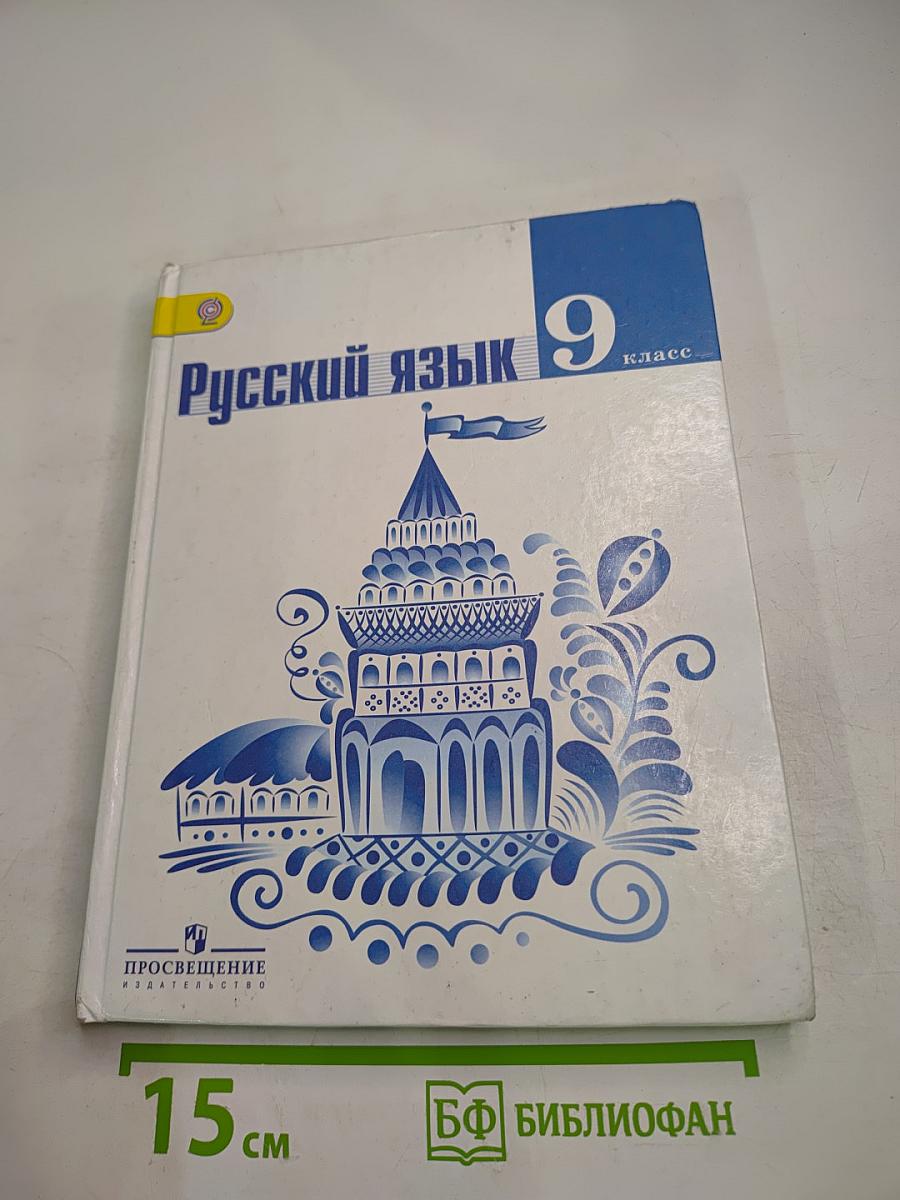 9
класс
Русский язык
ПРОСВЕЩЕНИЕ
ИЗДАТЕЛЬСТВО
15 см
БФ БИБЛИОФАН